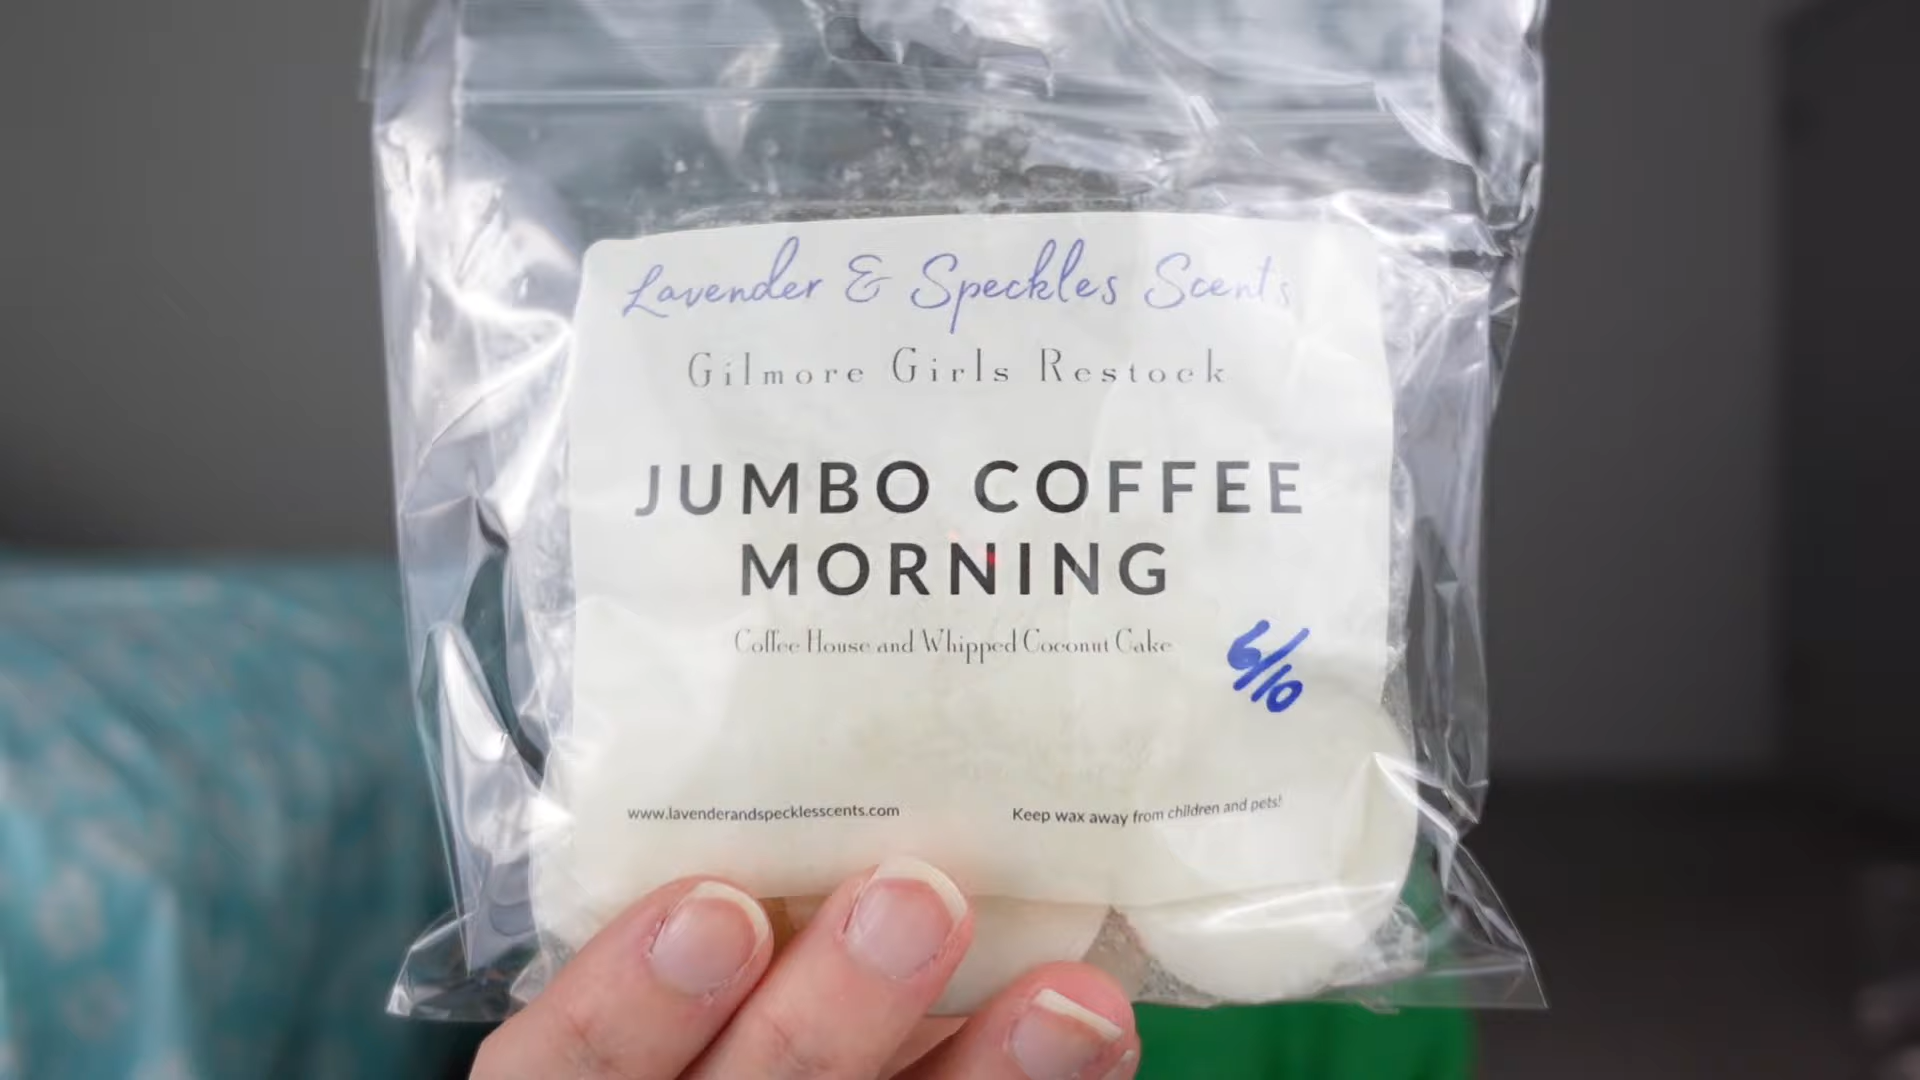 Lavender & Speckles Scents
Gilmore Girls Restock
JUMBO COFFEE
MORNING
Coffee House and Whipped Coconut Cake
6/10
www.lavenderandspecklesscents.com
Keep wax away from children and pets!